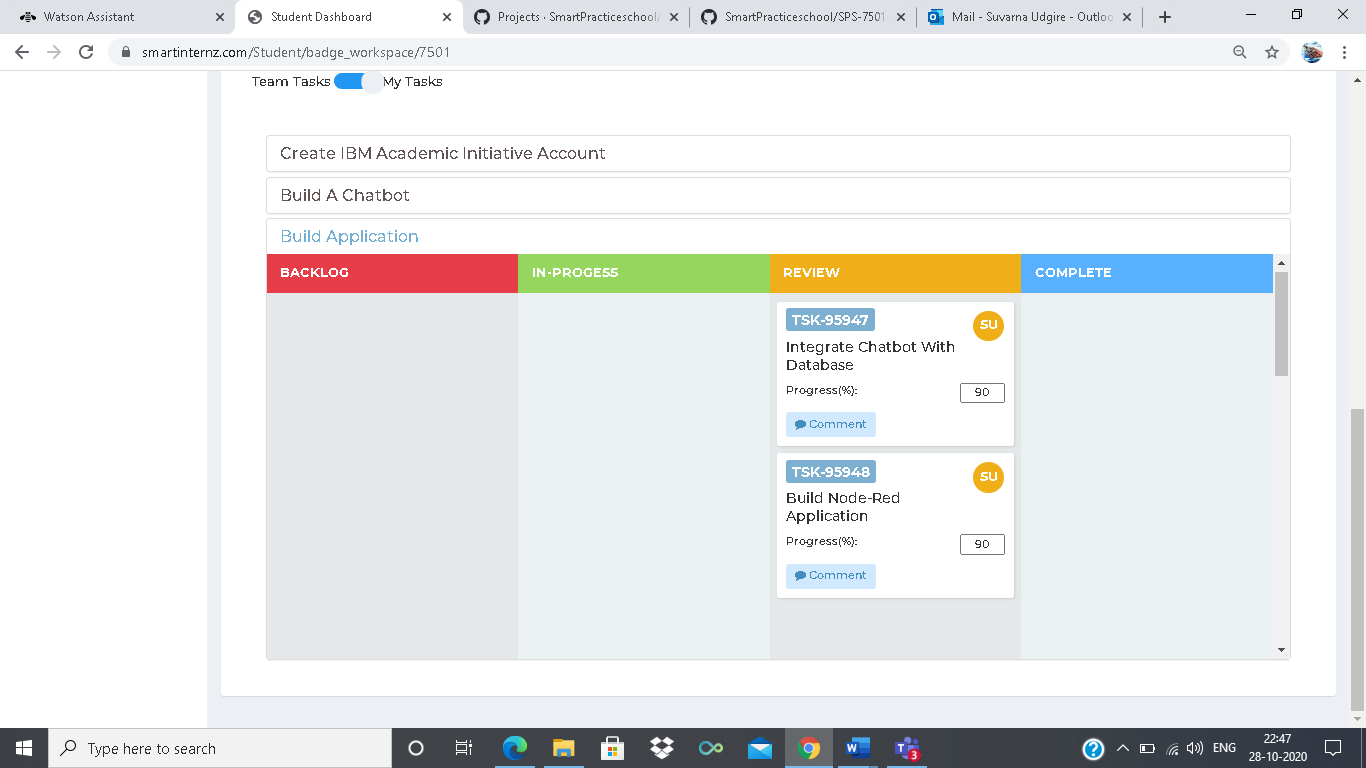 Watson Assistant
Student Dashboard
Projects · SmartPracticeschool/
SmartPracticeschool/SPS-7501
Mail - Suvarna Udgire - Outloo
smartinternz.com/Student/badge_workspace/7501
Team Tasks My Tasks
Create IBM Academic Initiative Account
Build A Chatbot
Build Application
BACKLOG
IN-PROGESS
REVIEW
COMPLETE
TSK-95947
SU
Integrate Chatbot With
Database
Progress(%):
90
Comment
TSK-95948
SU
Build Node-Red
Application
Progress(%):
90
Comment
Type here to search
3
ENG
22:47
28-10-2020